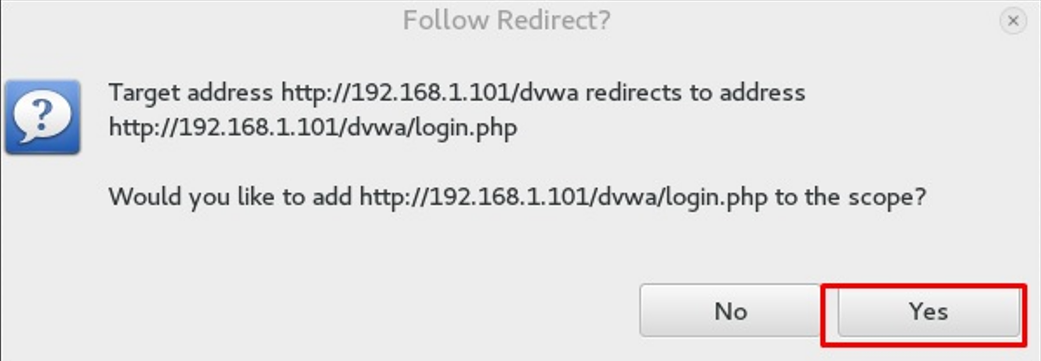 Follow Redirect?
Target address http://192.168.1.101/dvwa redirects to address
http://192.168.1.101/dvwa/login.php
Would you like to add http://192.168.1.101/dvwa/login.php to the scope?
No Yes